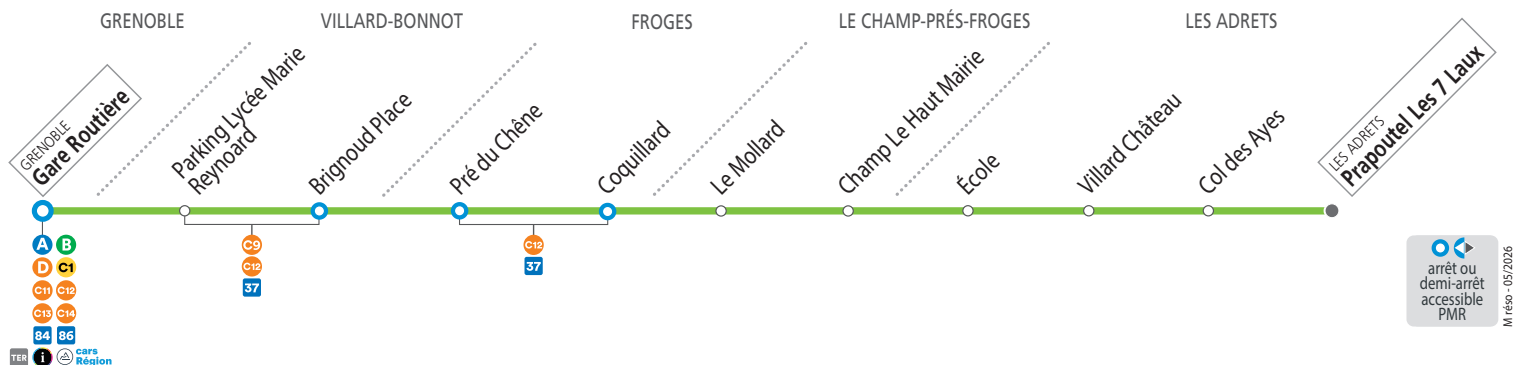 GRENOBLE
VILLARD-BONNOT
FROGES
LE CHAMP-PRÉS-FROGES
LES ADRETS
GRENOBLE
Gare Routière
Parking Lycée Marie
Reynoard
Brignoud Place
Pré du Chêne
Coquillard
Le Mollard
Champ Le Haut Mairie
École
Villard Château
Col des Ayes
LES ADRETS
Prapoutel Les 7 Laux
A B
D C1
C11 C12
C13 C14
84 86
TER i cars
Région
C9
C12
37
C12
37
arrêt ou
demi-arrêt
accessible
PMR
M réso - 05/2026